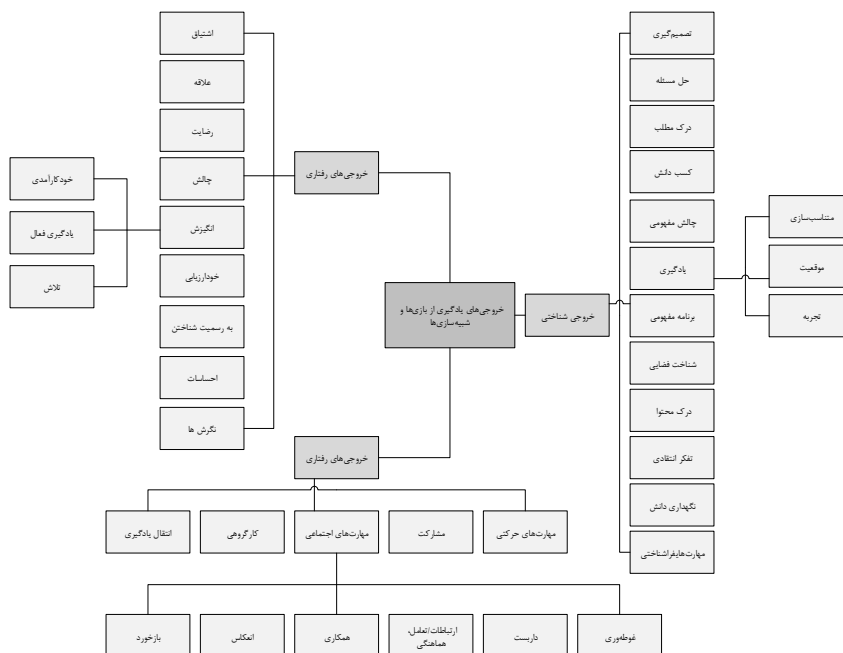 تصمیم‌گیری
حل مسئله
درک مطلب
کسب دانش
چالش مفهومی
یادگیری
برنامه مفهومی
شناخت فضایی
درک محتوا
تفکر انتقادی
نگهداری دانش
مهارت‌هایفراشناختی
متناسب‌سازی
موقعیت
تجربه
خروجی شناختی
خروجی‌های یادگیری از بازی‌ها و
شبیه‌سازی‌ها
خروجی‌های رفتاری
اشتیاق
علاقه
رضایت
چالش
انگیزش
خودارزیابی
به رسمیت شناختن
احساسات
نگرش ها
خودکارآمدی
یادگیری فعال
تلاش
خروجی‌های رفتاری
مهارت‌های حرکتی
مشارکت
مهارت‌های اجتماعی
کارگروهی
انتقال یادگیری
غوطه‌وری
داربست
ارتباطات/تعامل،
هماهنگی
همکاری
انعکاس
بازخورد